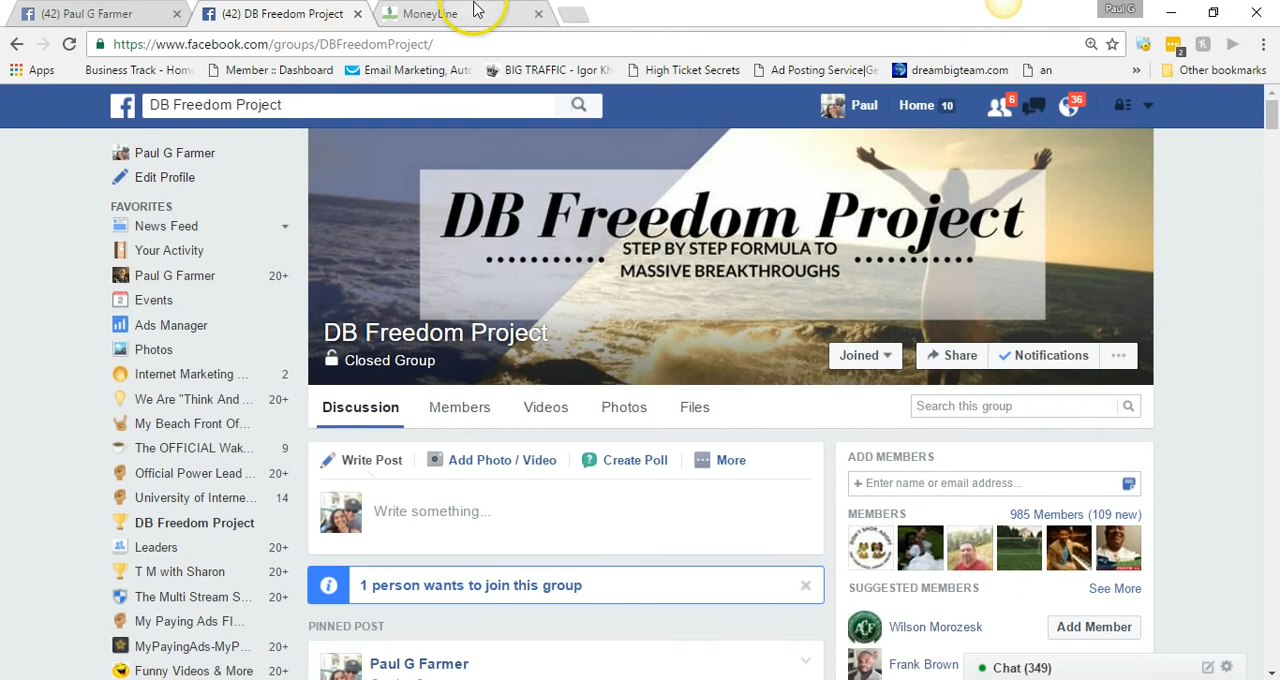 (42) Paul G Farmer
(42) DB Freedom Project
MoneyLine
Paul G
https://www.facebook.com/groups/DBFreedomProject/
2
Apps
Business Track - Home
Member :: Dashboard
Email Marketing, Auto
BIG TRAFFIC - Igor Kh
High Ticket Secrets
Ad Posting Service|Ge
dreambigteam.com
an
»
Other bookmarks
DB Freedom Project
Paul
Home 10
6
36
Paul G Farmer
Edit Profile
FAVORITES
News Feed
Your Activity
Paul G Farmer 20+
2 Events
Ads Manager
Photos
Internet Marketing ... 2
We Are "Think And ... 20+
My Beach Front Of...
The OFFICIAL Wak... 9
Official Power Lead ... 20+
University of Interne... 14
DB Freedom Project
Leaders 20+
T M with Sharon 20+
The Multi Stream S... 20+
My Paying Ads FI... 20+
MyPayingAds-MyP... 20+
Funny Videos & More 20+
DB Freedom Project
STEP BY STEP FORMULA TO
MASSIVE BREAKTHROUGHS
DB Freedom Project
Closed Group
Joined
Share
Notifications
Discussion
Members
Videos
Photos
Files
Search this group
Write Post
Add Photo / Video
Create Poll
More
Write something...
1 person wants to join this group
PINNED POST
Paul G Farmer
ADD MEMBERS
+ Enter name or email address...
MEMBERS
985 Members (109 new)
SUGGESTED MEMBERS
See More
Wilson Morozesk
Add Member
Frank Brown
Chat (349)